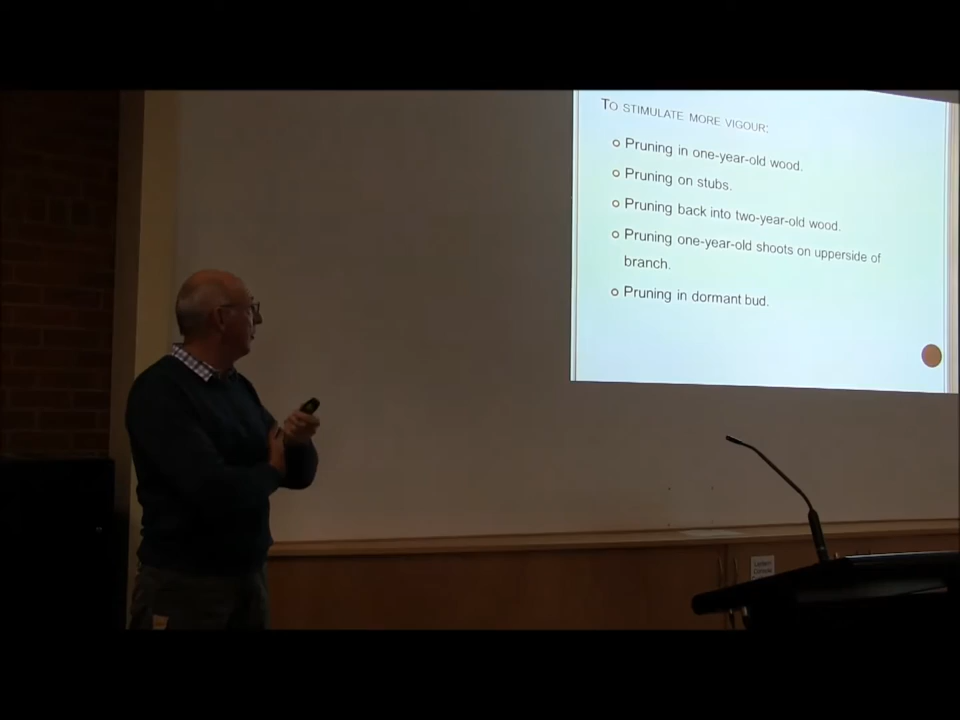 TO STIMULATE MORE VIGOUR:
Pruning in one-year-old wood.
Pruning on stubs.
Pruning back into two-year-old wood.
Pruning one-year-old shoots on upperside of
branch.
Pruning in dormant bud.